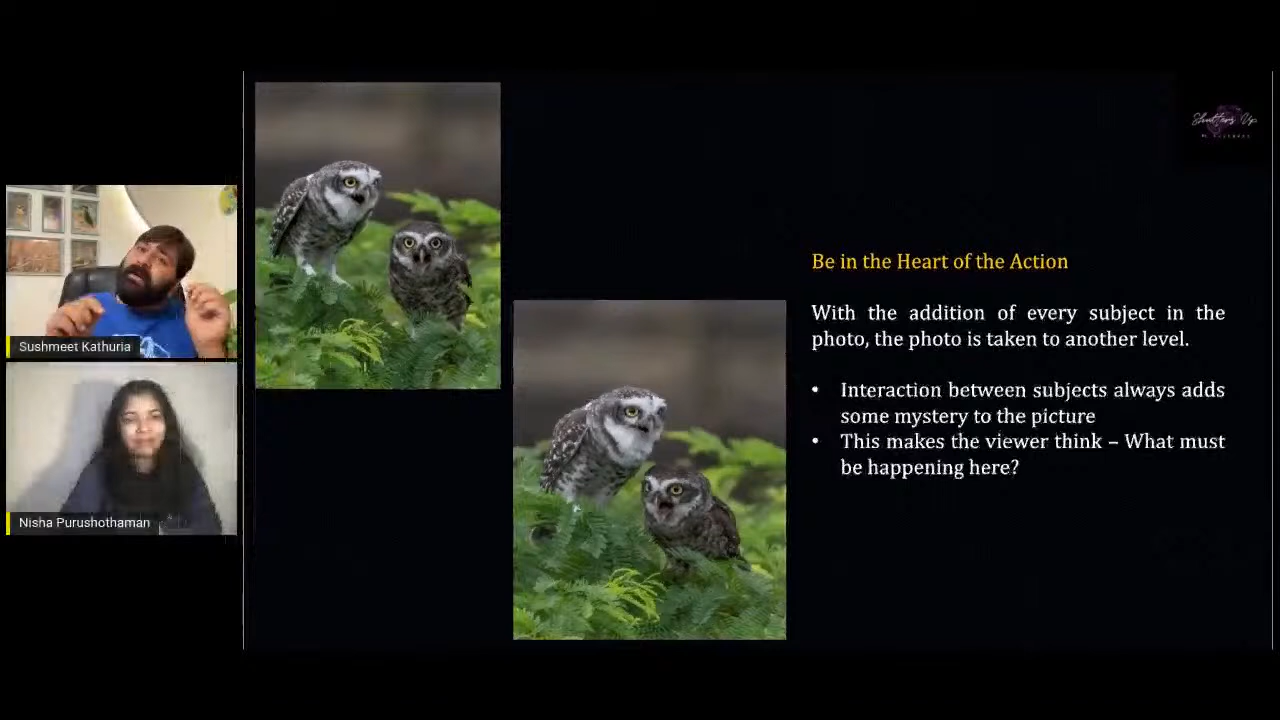 Shutters Up
Sushmeet Kathuria
Nisha Purushothaman
Be in the Heart of the Action
With the addition of every subject in the
photo, the photo is taken to another level.
• Interaction between subjects always adds
some mystery to the picture
• This makes the viewer think – What must
be happening here?